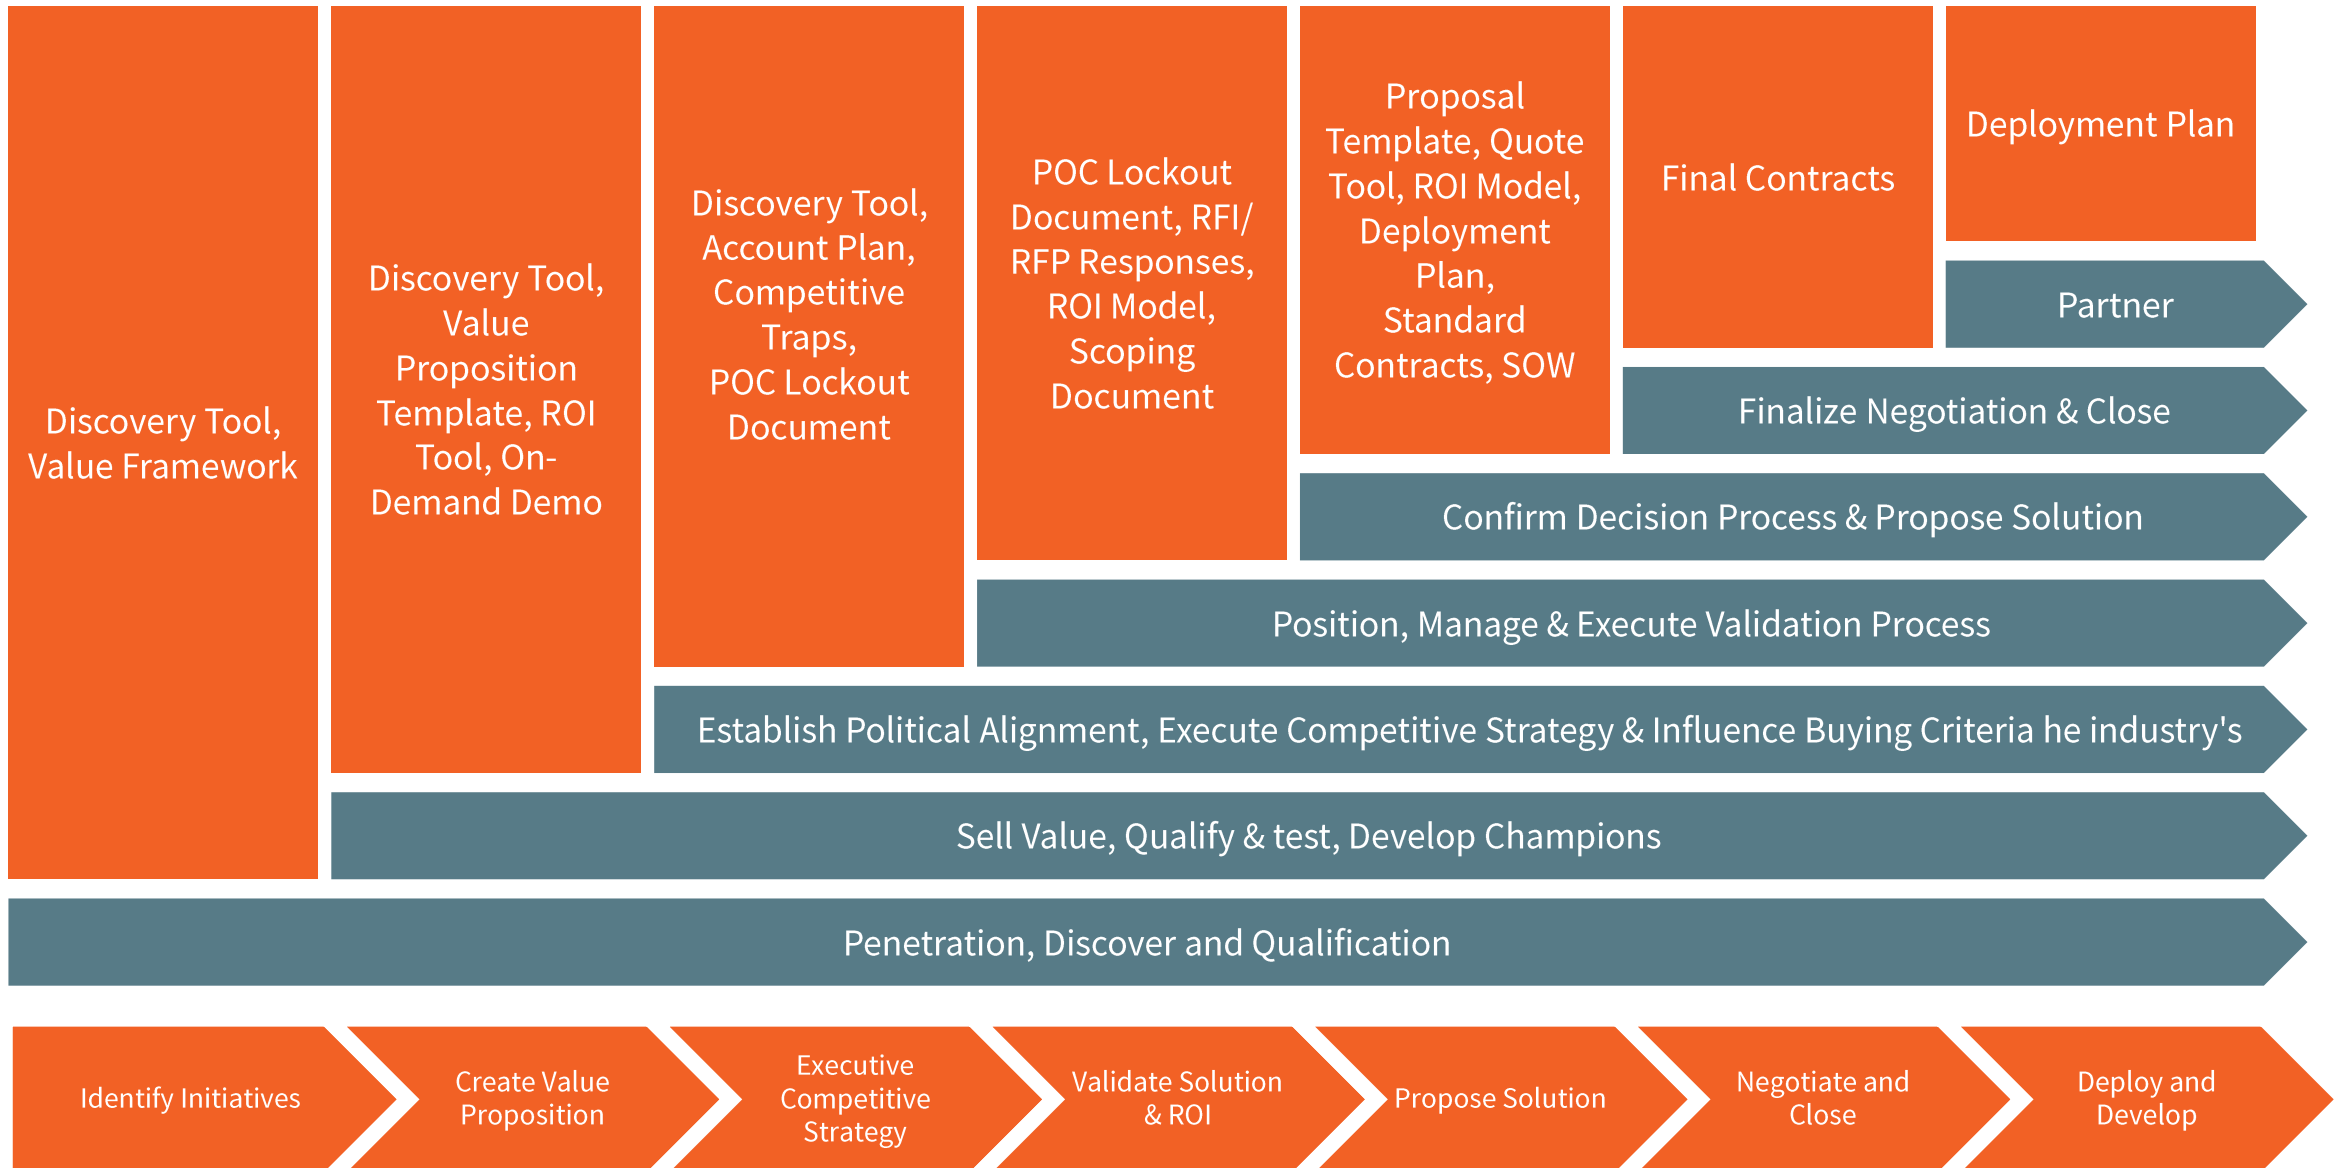 Discovery Tool,
Value Framework
Discovery Tool,
Value
Proposition
Template, ROI
Tool, On-
Demand Demo
Discovery Tool,
Account Plan,
Competitive
Traps,
POC Lockout
Document
POC Lockout
Document, RFI/
RFP Responses,
ROI Model,
Scoping
Document
Proposal
Template, Quote
Tool, ROI Model,
Deployment
Plan,
Standard
Contracts, SOW
Final Contracts
Deployment Plan
Partner
Finalize Negotiation & Close
Confirm Decision Process & Propose Solution
Position, Manage & Execute Validation Process
Establish Political Alignment, Execute Competitive Strategy & Influence Buying Criteria he industry's
Sell Value, Qualify & test, Develop Champions
Penetration, Discover and Qualification
Identify Initiatives
Create Value
Proposition
Executive
Competitive
Strategy
Validate Solution
& ROI
Propose Solution
Negotiate and
Close
Deploy and
Develop